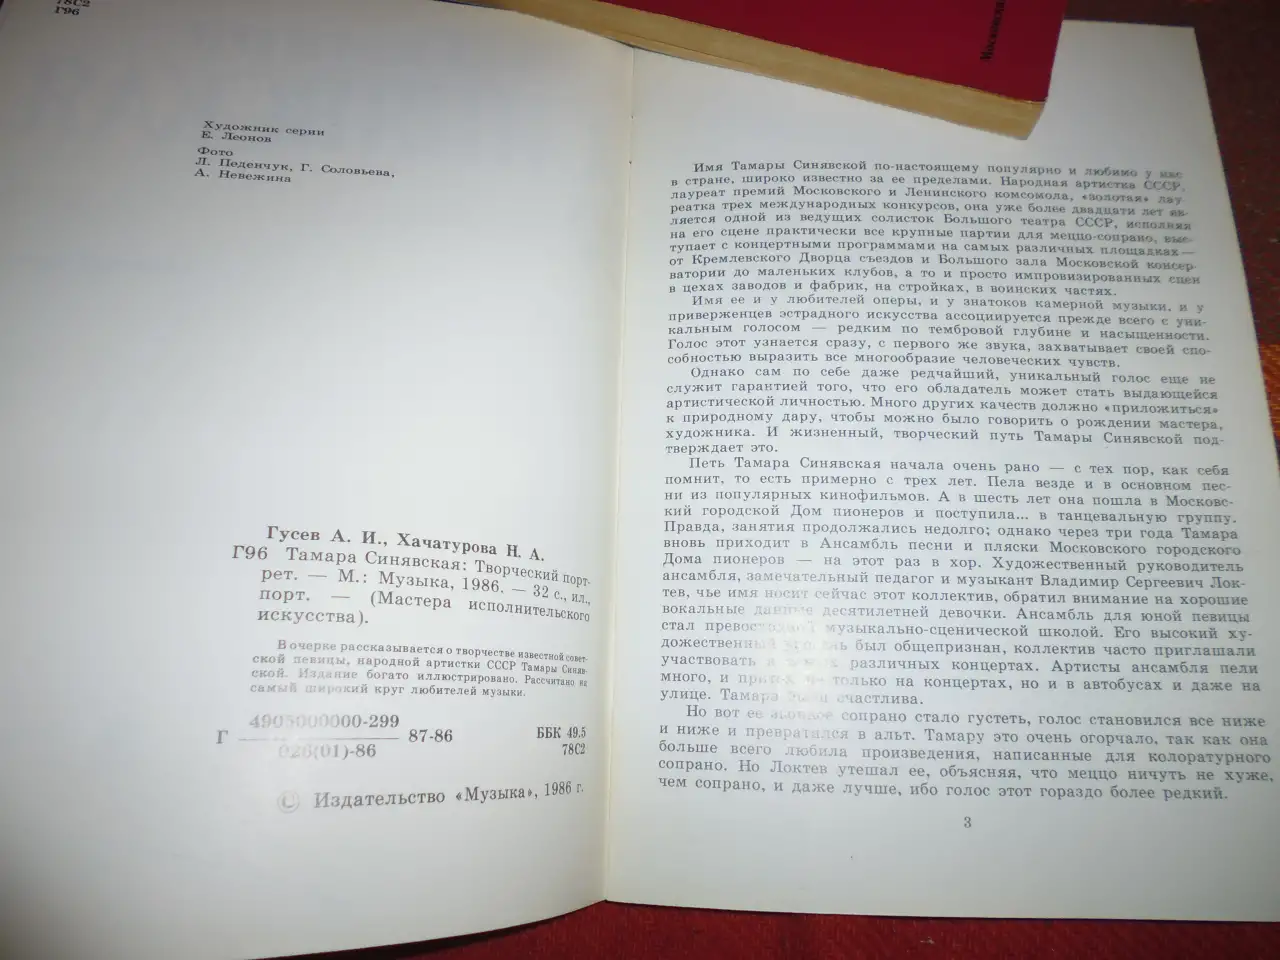 78С2
Г96
Художник серии
Е. Леонов
Фото
Л. Педенчук, Г. Соловьева,
А. Невежина
Гусев А. И., Хачатурова Н. А.
Г96 Тамара Синявская: Творческий порт-
рет. — М.: Музыка, 1986. — 32 с., ил.,
порт. — (Мастера исполнительского
искусства).
В очерке рассказывается о творчестве известной совет-
ской певицы, народной артистки СССР Тамары Синяв-
ской. Издание богато иллюстрировано. Рассчитано на
самый широкий круг любителей музыки.
Г 4905000000-299 87-86 ББК 49.5
026(01)-86 78С2
© Издательство «Музыка», 1986 г.
Московская
Имя Тамары Синявской по-настоящему популярно и любимо у нас
в стране, широко известно за ее пределами. Народная артистка СССР,
лауреат премий Московского и Ленинского комсомола, «золотая» лау
реатка трех международных конкурсов, она уже более двадцати лет яв-
ляется одной из ведущих солисток Большого театра СССР, исполняя
на его сцене практически все крупные партии для меццо-сопрано, выс-
тупает с концертными программами на самых различных площадках —
от Кремлевского Дворца съездов и Большого зала Московской консер-
ватории до маленьких клубов, а то и просто импровизированных сцен
в цехах заводов и фабрик, на стройках, в воинских частях.
Имя ее и у любителей оперы, и у знатоков камерной музыки, и у
приверженцев эстрадного искусства ассоциируется прежде всего с уни-
кальным голосом — редким по тембровой глубине и насыщенности.
Голос этот узнается сразу, с первого же звука, захватывает своей спо-
собностью выразить все многообразие человеческих чувств.
Однако сам по себе даже редчайший, уникальный голос еще не
служит гарантией того, что его обладатель может стать выдающейся
артистической личностью. Много других качеств должно «приложиться»
к природному дару, чтобы можно было говорить о рождении мастера,
художника. И жизненный, творческий путь Тамары Синявской под-
тверждает это.
Петь Тамара Синявская начала очень рано — с тех пор, как себя
помнит, то есть примерно с трех лет. Пела везде и в основном пес-
ни из популярных кинофильмов. А в шесть лет она пошла в Московс-
кий городской Дом пионеров и поступила... в танцевальную группу.
Правда, занятия продолжались недолго; однако через три года Тамара
вновь приходит в Ансамбль песни и пляски Московского городского
Дома пионеров — на этот раз в хор. Художественный руководитель
ансамбля, замечательный педагог и музыкант Владимир Сергеевич Лок-
тев, чье имя носит сейчас этот коллектив, обратил внимание на хорошие
вокальные данные десятилетней девочки. Ансамбль для юной певицы
стал превосходной музыкально-сценической школой. Его высокий ху-
дожественный уровень был общепризнан, коллектив часто приглашали
участвовать в самых различных концертах. Артисты ансамбля пели
много, и притом не только на концертах, но и в автобусах и даже на
улице. Тамара была счастлива.
Но вот ее звонкое сопрано стало густеть, голос становился все ниже
и ниже и превратился в альт. Тамару это очень огорчало, так как она
больше всего любила произведения, написанные для колоратурного
сопрано. Но Локтев утешал ее, объясняя, что меццо ничуть не хуже,
чем сопрано, и даже лучше, ибо голос этот гораздо более редкий.
3